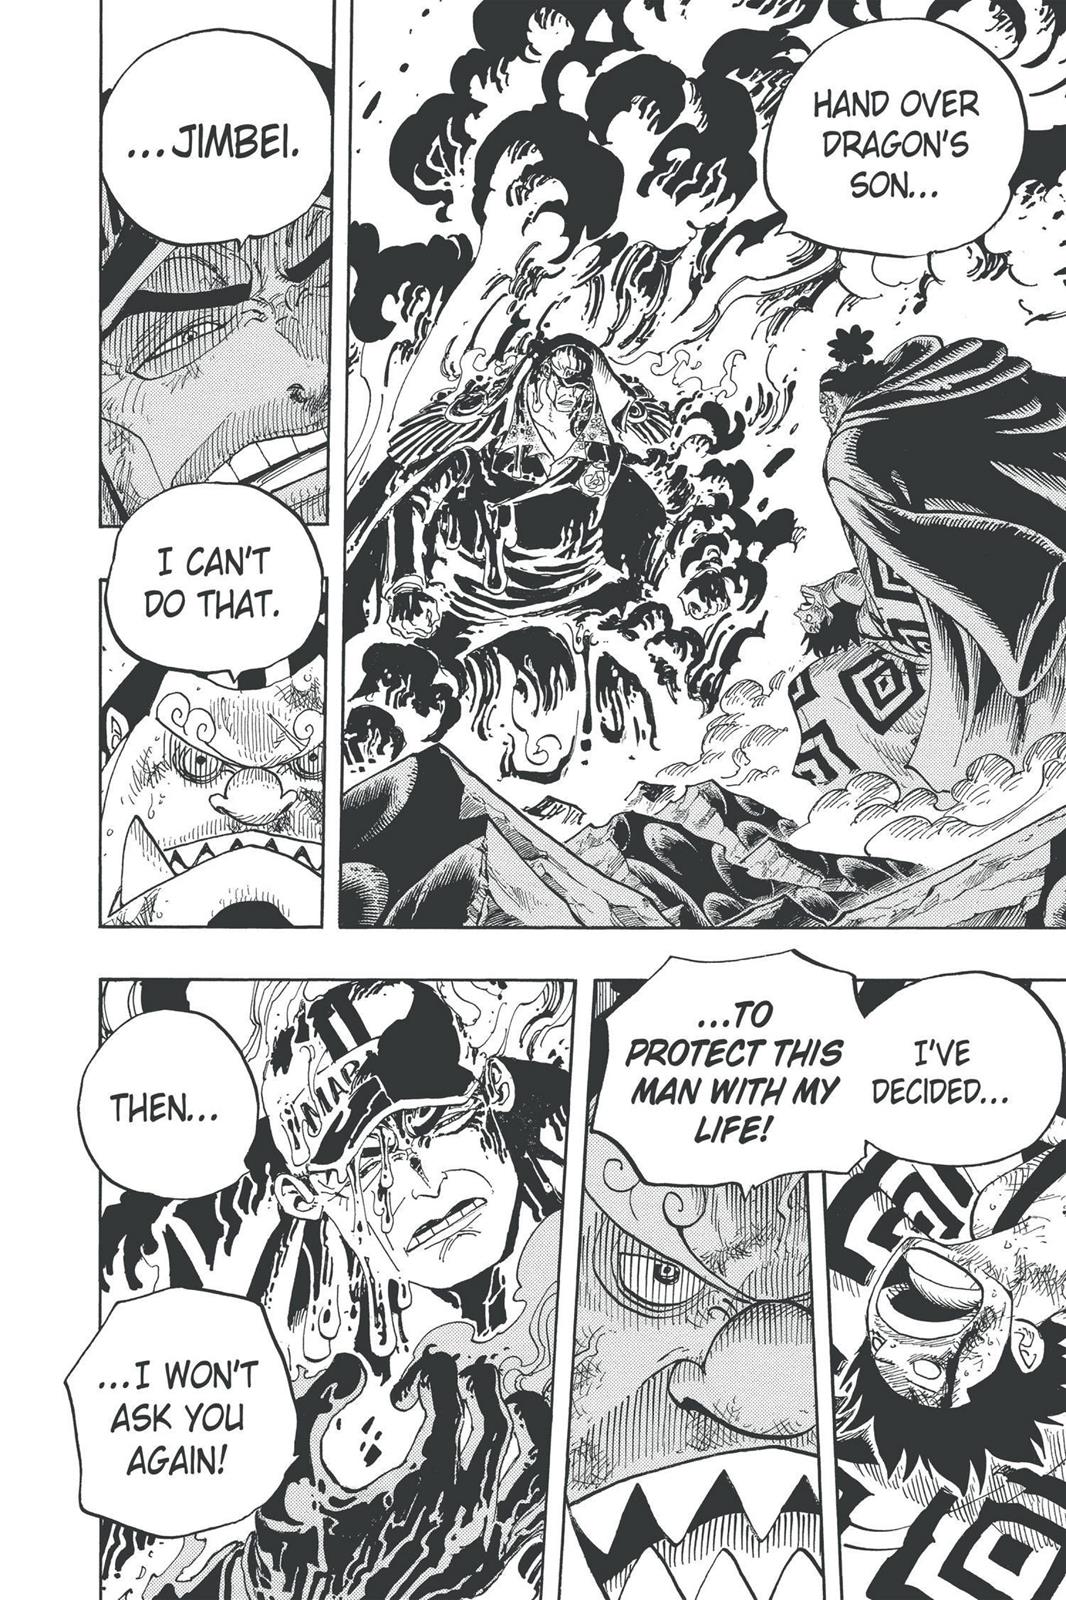 HAND OVER
DRAGON'S
SON...
...JIMBEI.
I CAN'T
DO THAT.
I'VE
DECIDED...
...TO
PROTECT THIS
MAN WITH MY
LIFE!
THEN...
MAR
...I WON'T
ASK YOU
AGAIN!